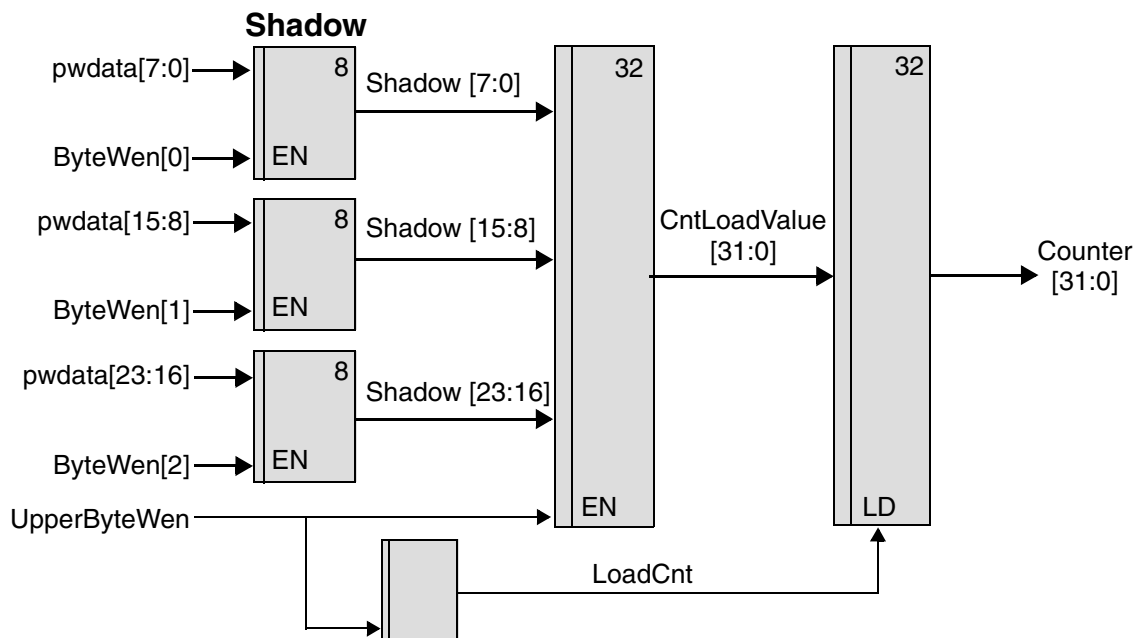 Shadow
pwdata[7:0]
8
Shadow [7:0]
ByteWen[0]
EN
pwdata[15:8]
8
Shadow [15:8]
ByteWen[1]
EN
pwdata[23:16]
8
Shadow [23:16]
ByteWen[2]
EN
UpperByteWen
32
EN
CntLoadValue
[31:0]
32
LD
Counter
[31:0]
LoadCnt